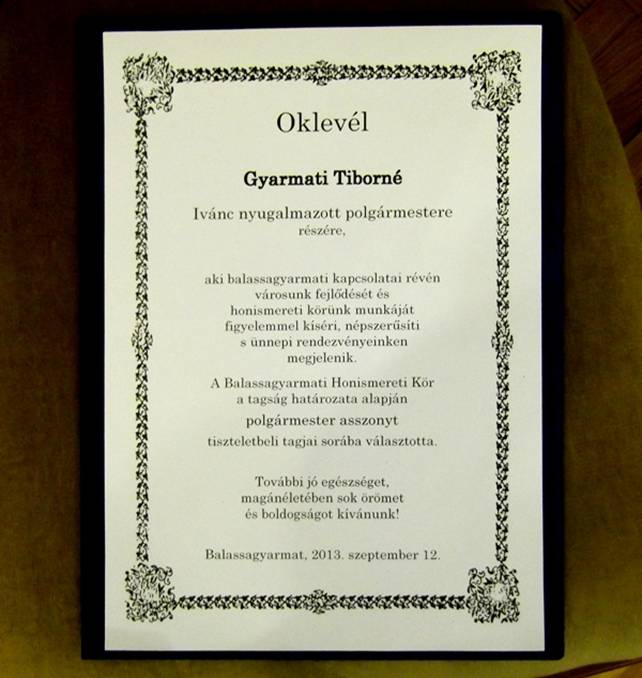 Oklevél
Gyarmati Tiborné
Ivánc nyugalmazott polgármestere
részére,
aki balassagyarmati kapcsolatai révén
városunk fejlődését és
honismereti körünk munkáját
figyelemmel kíséri, népszerűsíti
s ünnepi rendezvényeinken
megjelenik.
A Balassagyarmati Honismereti Kör
a tagság határozata alapján
polgármester asszonyt
tiszteletbeli tagjai sorába választotta.
További jó egészséget,
magánéletében sok örömet
és boldogságot kívánunk!
Balassagyarmat, 2013. szeptember 12.